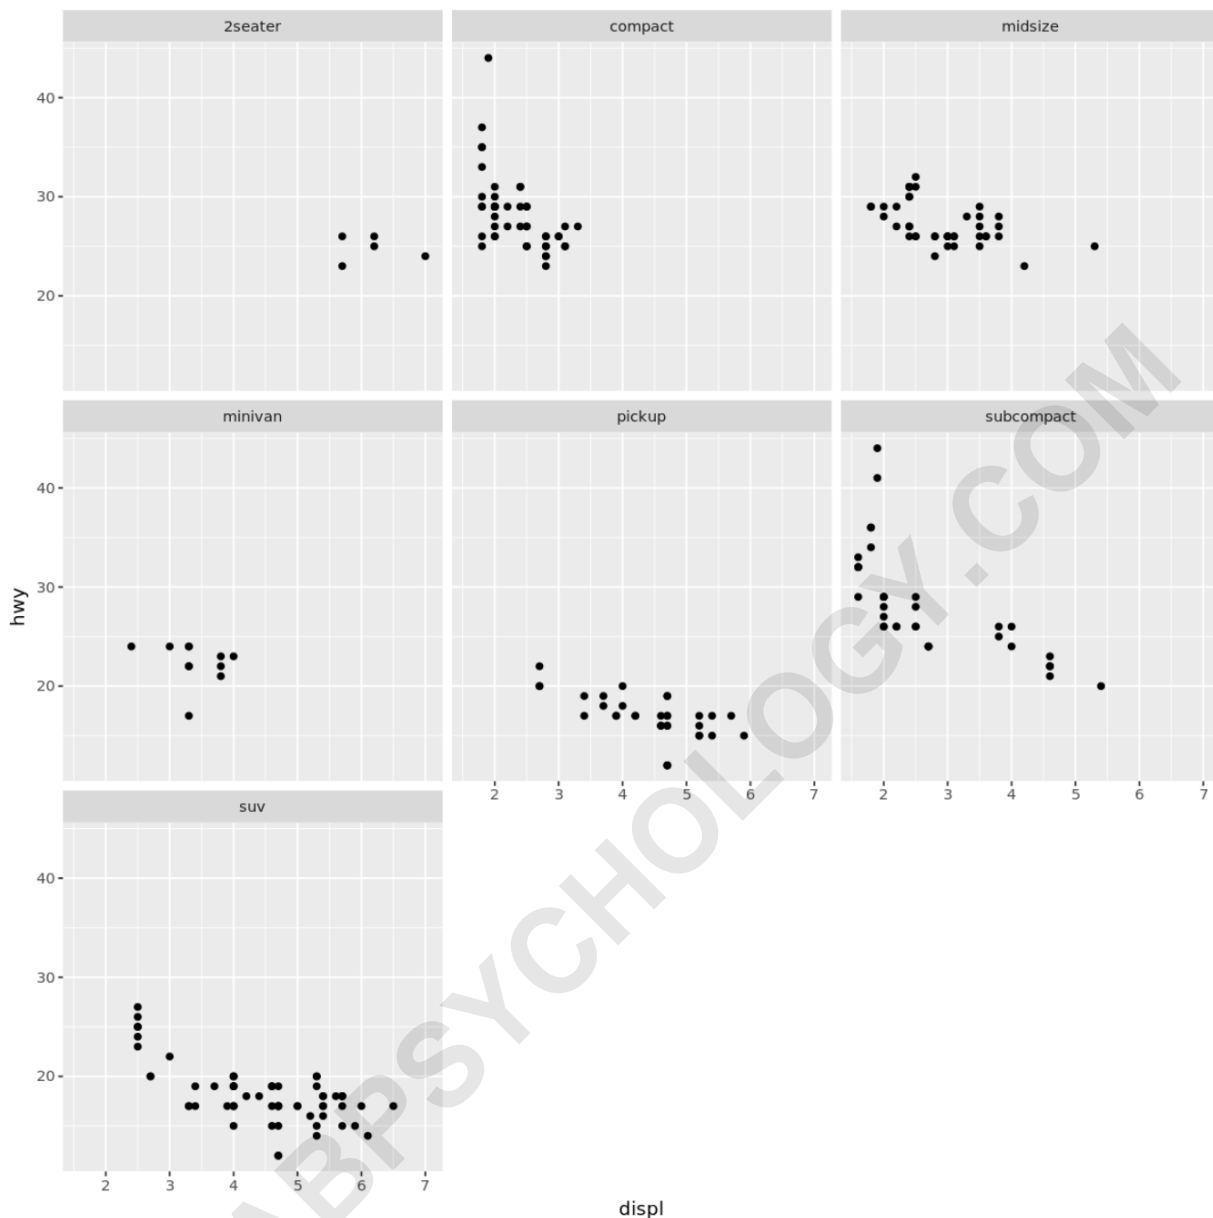 2seater compact midsize
40
30
20
minivan pickup subcompact
40
30
20
2 3 4 5 6 7 2 3 4 5 6 7
suv
40
30
20
2 3 4 5 6 7
hwy
displ
ABPSYCHOLOGY.COM